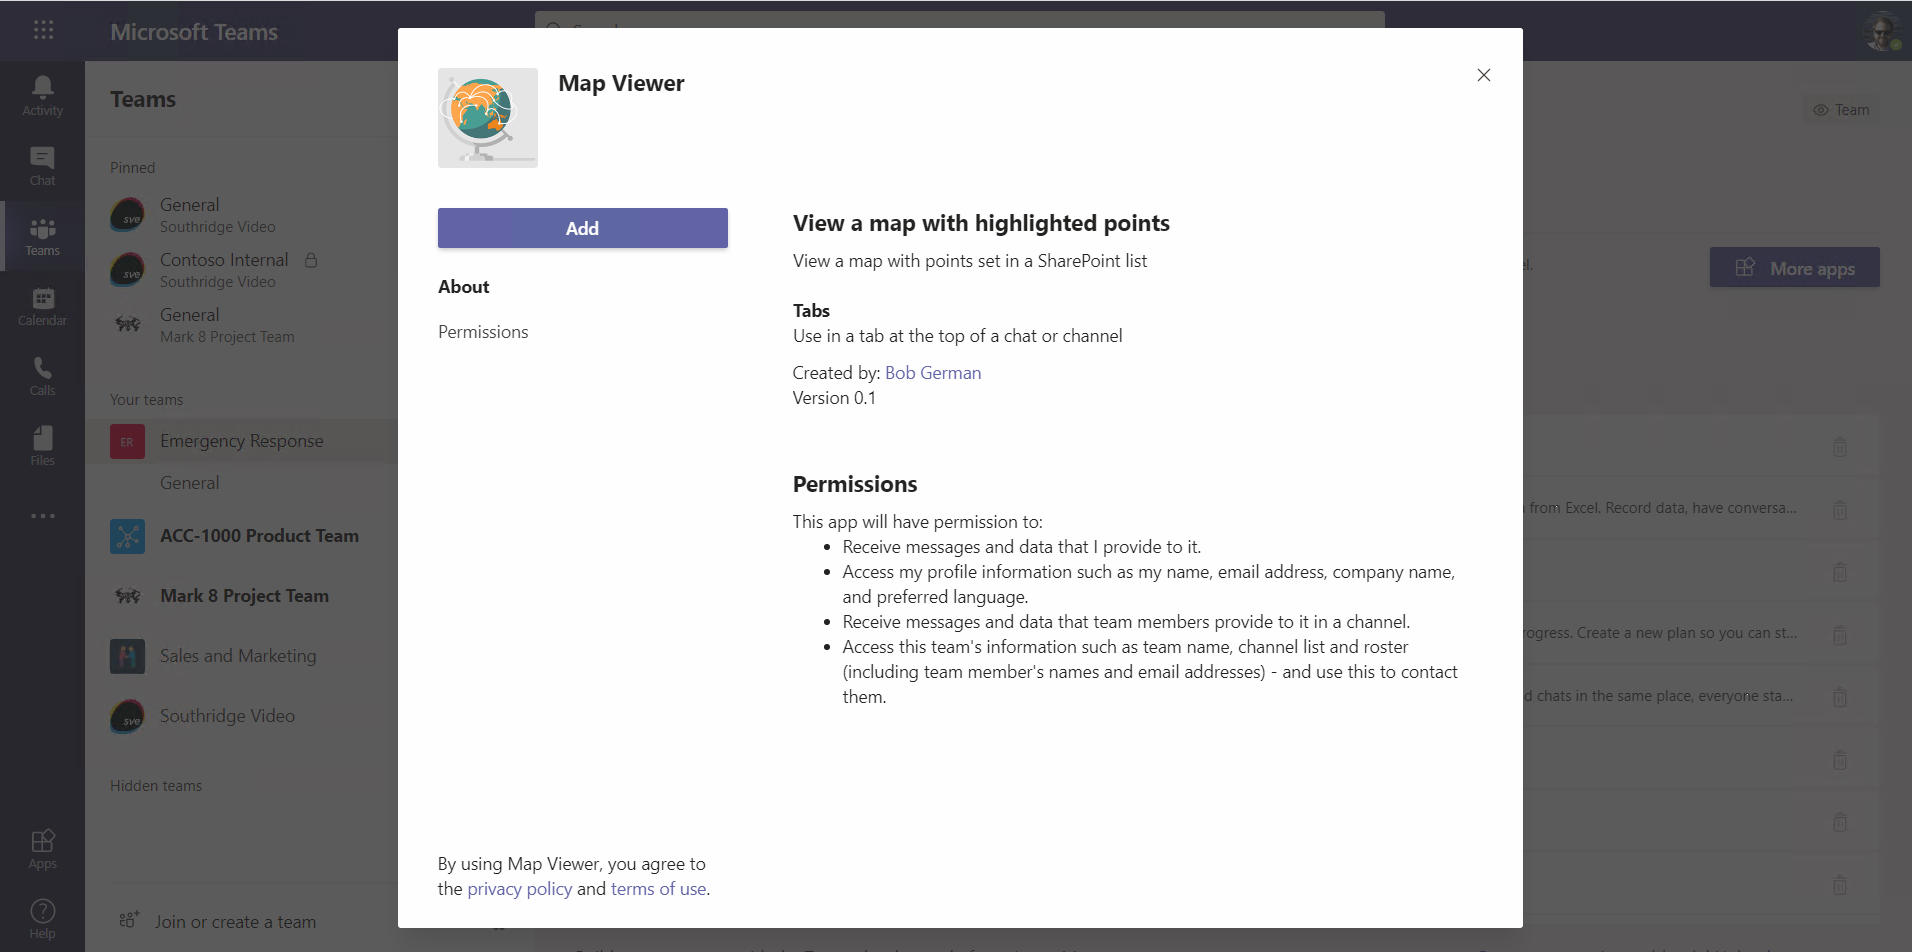 Microsoft Teams
Activity
Chat
Teams
Calendar
Calls
Files
Apps
Help
Teams
Pinned
General
Southridge Video
Contoso Internal
Southridge Video
General
Mark 8 Project Team
Your teams
ER
Emergency Response
General
ACC-1000 Product Team
Mark 8 Project Team
Sales and Marketing
sve
Southridge Video
Hidden teams
Join or create a team
Map Viewer
Add
About
Permissions
By using Map Viewer, you agree to
the privacy policy and terms of use.
View a map with highlighted points
View a map with points set in a SharePoint list
Tabs
Use in a tab at the top of a chat or channel
Created by: Bob German
Version 0.1
Permissions
This app will have permission to:
• Receive messages and data that I provide to it.
• Access my profile information such as my name, email address, company name,
and preferred language.
• Receive messages and data that team members provide to it in a channel.
• Access this team's information such as team name, channel list and roster
(including team member's names and email addresses) - and use this to contact
them.
Team
More apps
from Excel. Record data, have conversa...
rogress. Create a new plan so you can st...
d chats in the same place, everyone sta...